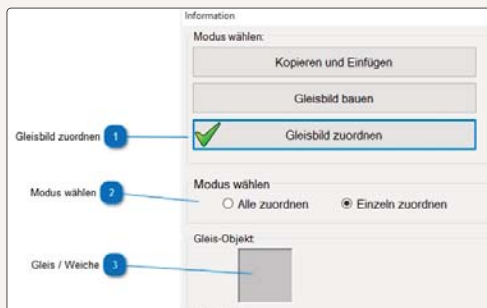 Information
Modus wählen:
Kopieren und Einfügen
Gleisbild bauen
Gleisbild zuordnen 1
Gleisbild zuordnen
Modus wählen
Modus wählen 2
Alle zuordnen Einzeln zuordnen
Gleis-Objekt:
Gleis / Weiche 3